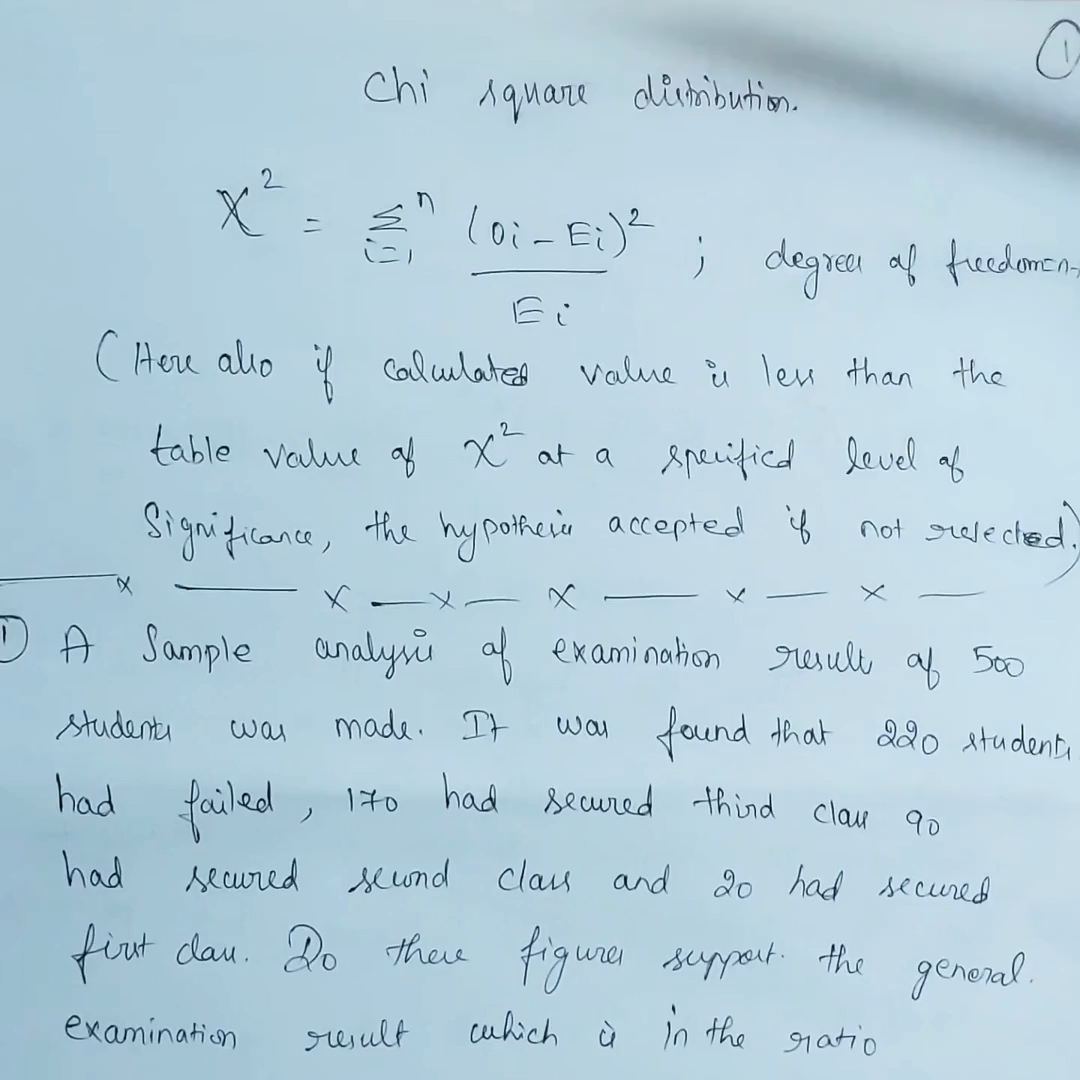 1
Chi square distribution.
χ² = Σⁿᵢ₌₁ (Oi - Ei)² / Ei ; degrees of freedom = n-
(Here also if calculated value is less than the
table value of χ² at a specified level of
Significance, the hypothesis accepted if not rejected.)
x x x x x x
1) A Sample analysis of examination results of 500
students was made. It was found that 220 students
had failed, 170 had secured third class 90
had secured second class and 20 had secured
first class. Do these figures support the general
examination result which is in the ratio